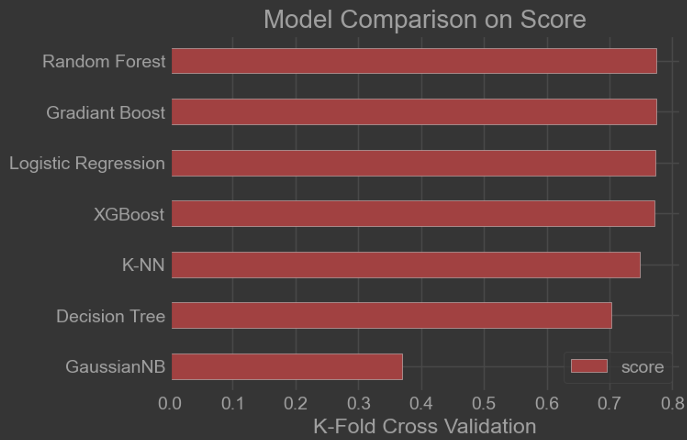 Model Comparison on Score
Random Forest
Gradiant Boost
Logistic Regression
XGBoost
K-NN
Decision Tree
GaussianNB
score
0.0 0.1 0.2 0.3 0.4 0.5 0.6 0.7 0.8
K-Fold Cross Validation